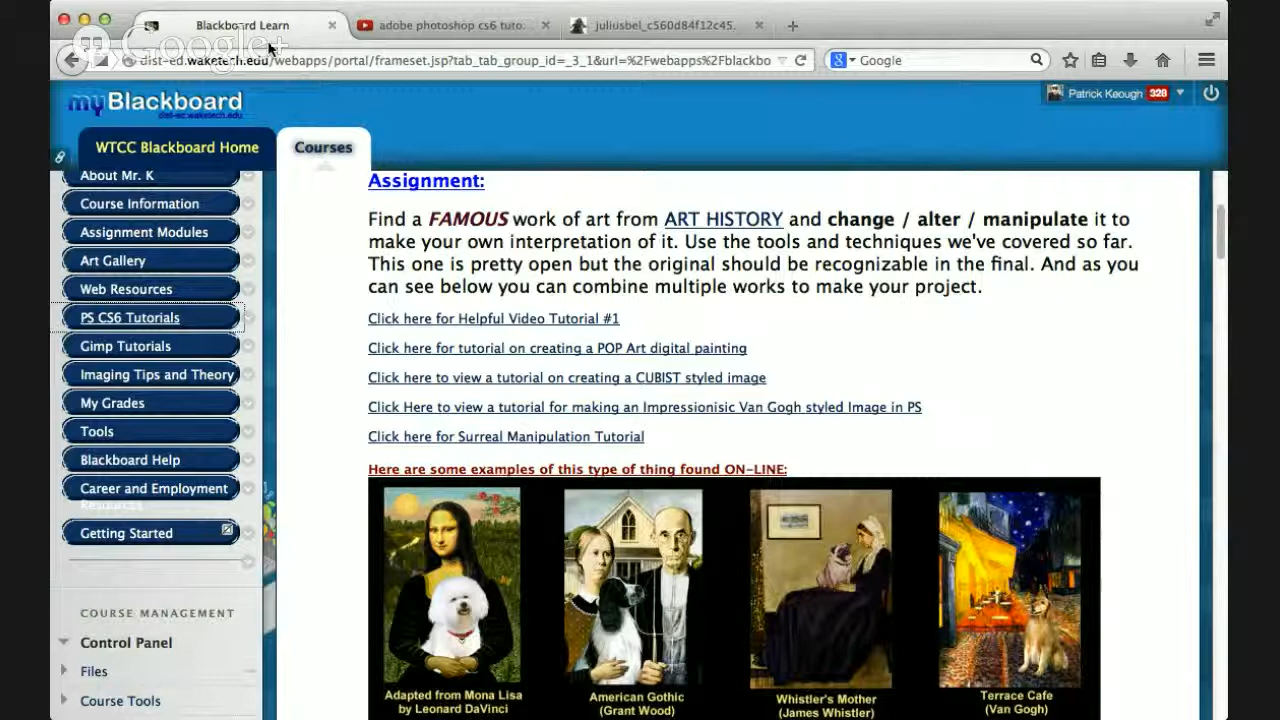 Blackboard Learn
adobe photoshop cs6 tuto...
juliusbel_c560d84f12c45.
Google+
dist-ed.waketech.edu/webapps/portal/frameset.jsp?tab_tab_group_id=_3_1&url=%2Fwebapps%2Fblackbo
Google
myBlackboard
dist-ed.waketech.edu
Patrick Keough 328
WTCC Blackboard Home
Courses
About Mr. K
Course Information
Assignment Modules
Art Gallery
Web Resources
PS CS6 Tutorials
Gimp Tutorials
Imaging Tips and Theory
My Grades
Tools
Blackboard Help
Career and Employment
Resources
Getting Started
COURSE MANAGEMENT
Control Panel
Files
Course Tools
Assignment:
Find a FAMOUS work of art from ART HISTORY and change / alter / manipulate it to
make your own interpretation of it. Use the tools and techniques we've covered so far.
This one is pretty open but the original should be recognizable in the final. And as you
can see below you can combine multiple works to make your project.
Click here for Helpful Video Tutorial #1
Click here for tutorial on creating a POP Art digital painting
Click here to view a tutorial on creating a CUBIST styled image
Click Here to view a tutorial for making an Impressionisic Van Gogh styled Image in PS
Click here for Surreal Manipulation Tutorial
Here are some examples of this type of thing found ON-LINE:
Adapted from Mona Lisa
by Leonard DaVinci
American Gothic
(Grant Wood)
Whistler's Mother
(James Whistler)
Terrace Cafe
(Van Gogh)